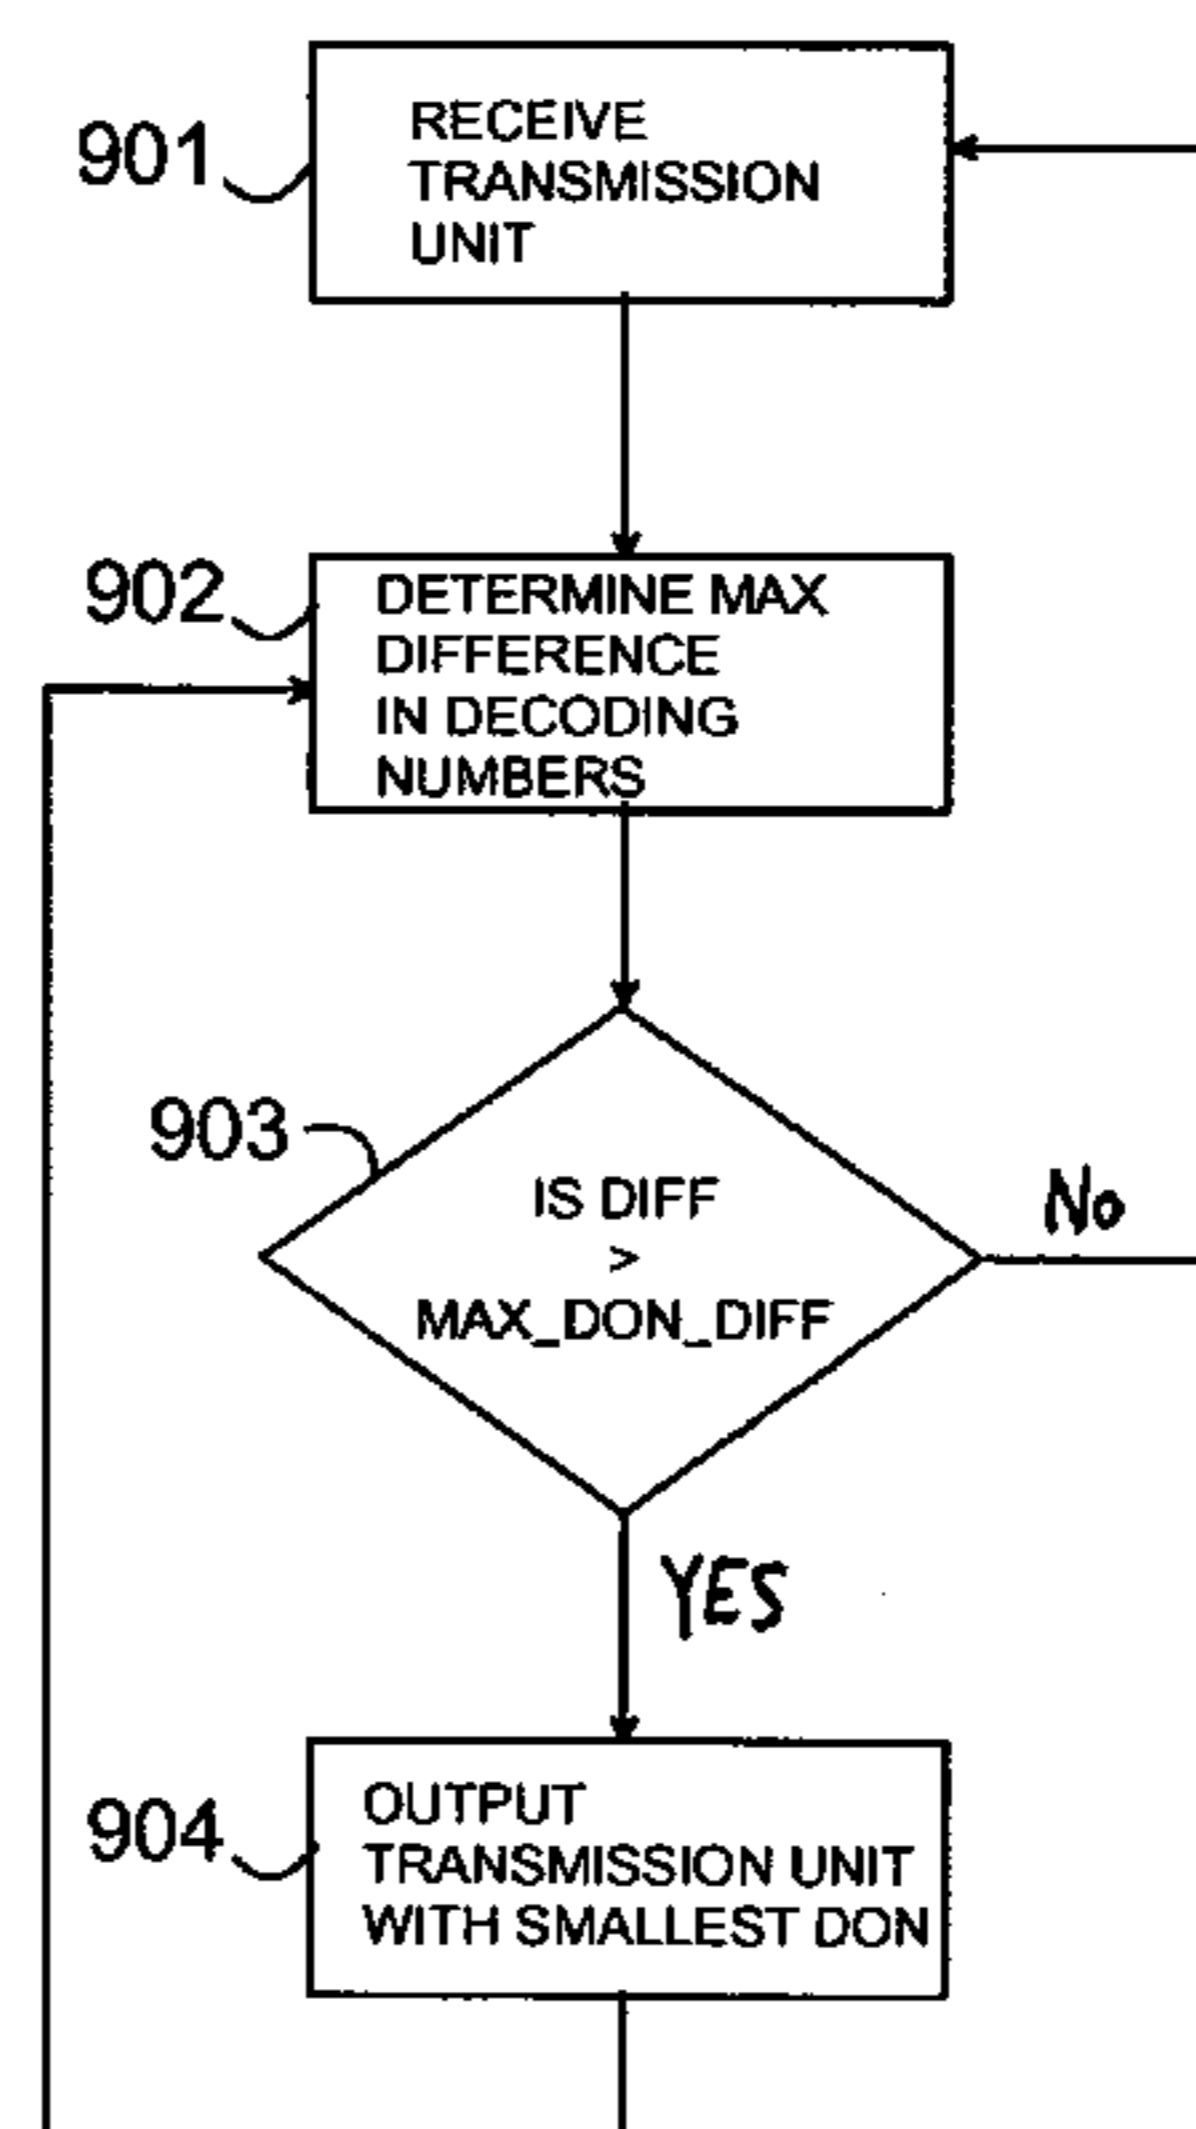 901
RECEIVE
TRANSMISSION
UNIT
902
DETERMINE MAX
DIFFERENCE
IN DECODING
NUMBERS
903
IS DIFF
>
MAX_DON_DIFF
No
YES
904
OUTPUT
TRANSMISSION UNIT
WITH SMALLEST DON